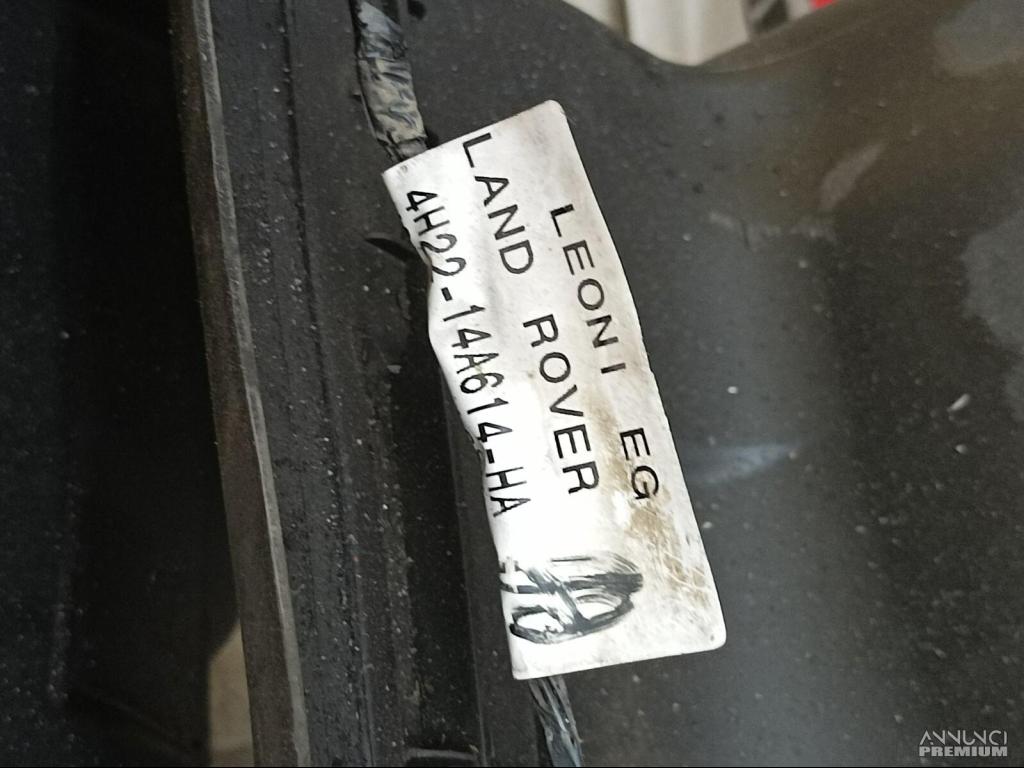 LEONI EG
LAND ROVER
4H22-14A614-HA
ANNUNCI
PREMIUM